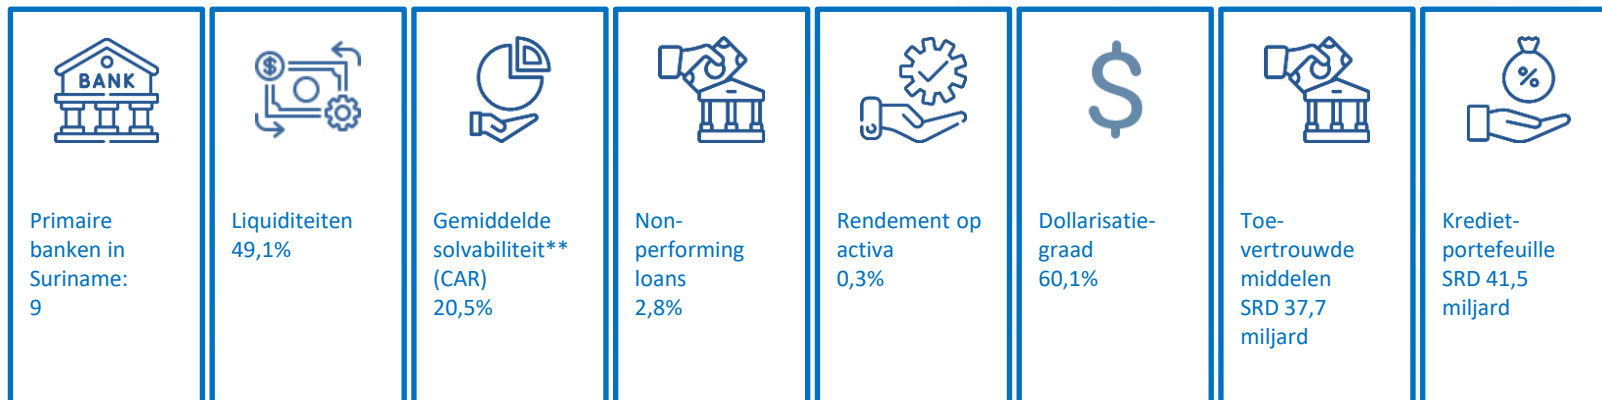 BANK
Primaire
banken in
Suriname:
9
Liquiditeiten
49,1%
Gemiddelde
solvabiliteit**
(CAR)
20,5%
Non-
performing
loans
2,8%
Rendement op
activa
0,3%
$
Dollarisatie-
graad
60,1%
Toe-
vertrouwde
middelen
SRD 37,7
miljard
%
Krediet-
portefeuille
SRD 41,5
miljard